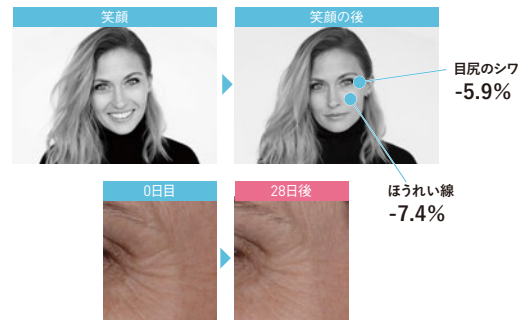 笑顔
笑顔の後
目尻のシワ
-5.9%
ほうれい線
-7.4%
0日目
28日後